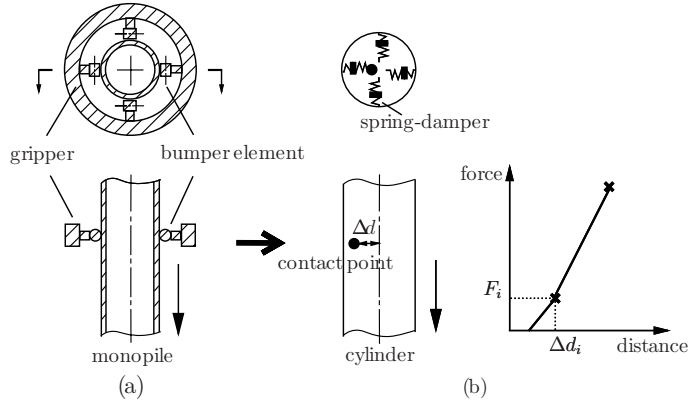 spring-damper
gripper
bumper element
force
Δd
contact point
F_i
Δd_i
distance
monopile
cylinder
(a)
(b)